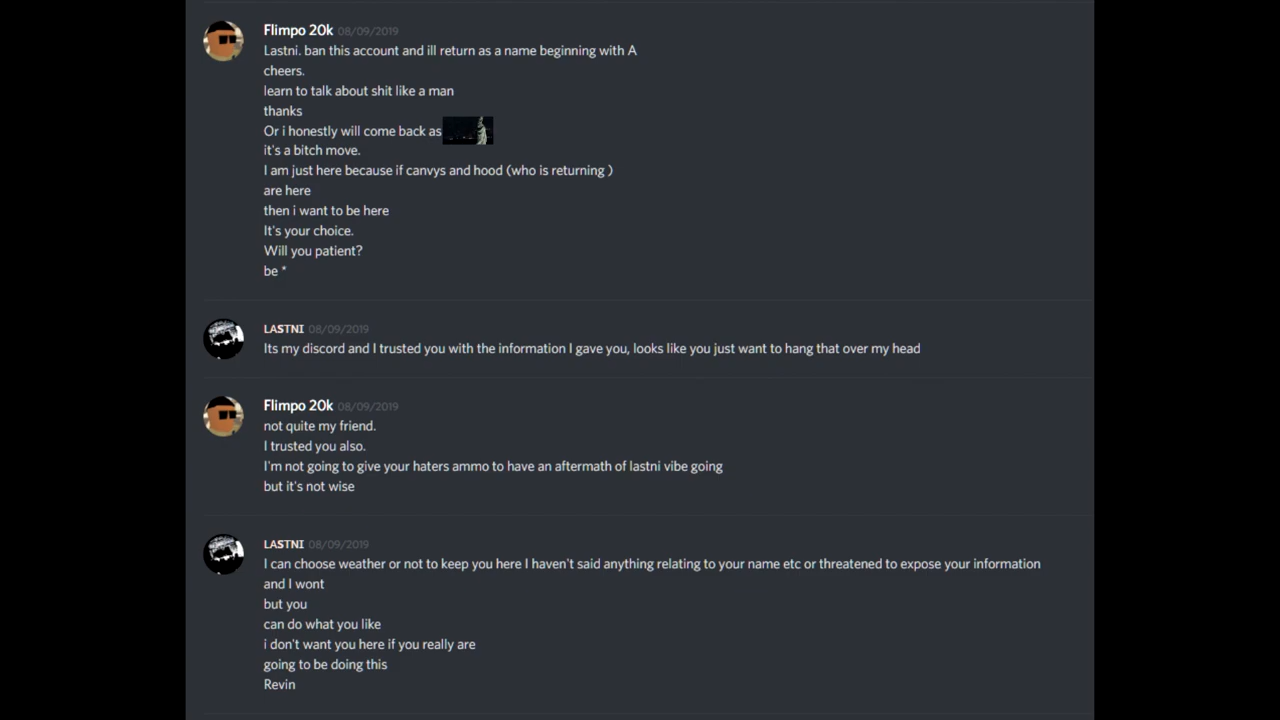 Flimpo 20k 08/09/2019
Lastni. ban this account and ill return as a name beginning with A
cheers.
learn to talk about shit like a man
thanks
Or i honestly will come back as
it's a bitch move.
I am just here because if canvys and hood (who is returning )
are here
then i want to be here
It's your choice.
Will you patient?
be *
LASTNI 08/09/2019
Its my discord and I trusted you with the information I gave you, looks like you just want to hang that over my head
Flimpo 20k 08/09/2019
not quite my friend.
I trusted you also.
I'm not going to give your haters ammo to have an aftermath of lastni vibe going
but it's not wise
LASTNI 08/09/2019
I can choose weather or not to keep you here I haven't said anything relating to your name etc or threatened to expose your information
and I wont
but you
can do what you like
i don't want you here if you really are
going to be doing this
Revin